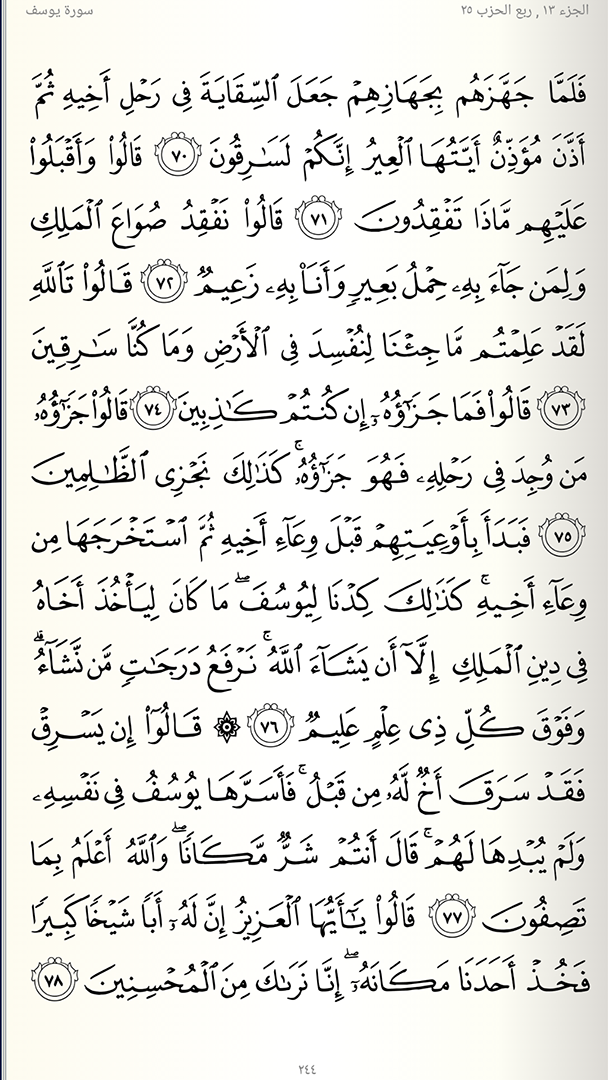 الجزء ١٣ , ربع الحزب ٢٥
سورة يوسف
فَلَمَّا جَهَّزَهُم بِجَهَازِهِمۡ جَعَلَ ٱلسِّقَايَةَ فِي رَحۡلِ أَخِيهِ ثُمَّ
أَذَّنَ مُؤَذِّنٌ أَيَّتُهَا ٱلۡعِيرُ إِنَّكُمۡ لَسَٰرِقُونَ ٧٠ قَالُواْ وَأَقۡبَلُواْ
عَلَيۡهِم مَّاذَا تَفۡقِدُونَ ٧١ قَالُواْ نَفۡقِدُ صُوَاعَ ٱلۡمَلِكِ
وَلِمَن جَآءَ بِهِۦ حِمۡلُ بَعِيرٖ وَأَنَا۠ بِهِۦ زَعِيمٞ ٧٢ قَالُواْ تَٱللَّهِ
لَقَدۡ عَلِمۡتُم مَّا جِئۡنَا لِنُفۡسِدَ فِي ٱلۡأَرۡضِ وَمَا كُنَّا سَٰرِقِينَ
٧٣ قَالُواْ فَمَا جَزَٰٓؤُهُۥٓ إِن كُنتُمۡ كَٰذِبِينَ ٧٤ قَالُواْ جَزَٰٓؤُهُۥ
مَن وُجِدَ فِي رَحۡلِهِۦ فَهُوَ جَزَٰٓؤُهُۥۚ كَذَٰلِكَ نَجۡزِي ٱلظَّٰلِمِينَ
٧٥ فَبَدَأَ بِأَوۡعِيَتِهِمۡ قَبۡلَ وِعَآءِ أَخِيهِ ثُمَّ ٱسۡتَخۡرَجَهَا مِن
وِعَآءِ أَخِيهِۚ كَذَٰلِكَ كِدۡنَا لِيُوسُفَۖ مَا كَانَ لِيَأۡخُذَ أَخَاهُ
فِي دِينِ ٱلۡمَلِكِ إِلَّآ أَن يَشَآءَ ٱللَّهُۚ نَرۡفَعُ دَرَجَٰتٖ مَّن نَّشَآءُۗ
وَفَوۡقَ كُلِّ ذِي عِلۡمٍ عَلِيمٞ ٧٦ ۞ قَالُوٓاْ إِن يَسۡرِقۡ
فَقَدۡ سَرَقَ أَخٞ لَّهُۥ مِن قَبۡلُۚ فَأَسَرَّهَا يُوسُفُ فِي نَفۡسِهِۦ
وَلَمۡ يُبۡدِهَا لَهُمۡۚ قَالَ أَنتُمۡ شَرّٞ مَّكَانٗاۖ وَٱللَّهُ أَعۡلَمُ بِمَا
تَصِفُونَ ٧٧ قَالُواْ يَٰٓأَيُّهَا ٱلۡعَزِيزُ إِنَّ لَهُۥٓ أَبٗا شَيۡخٗا كَبِيرٗا
فَخُذۡ أَحَدَنَا مَكَانَهُۥٓۖ إِنَّا نَرَىٰكَ مِنَ ٱلۡمُحۡسِنِينَ ٧٨
٢٤٤